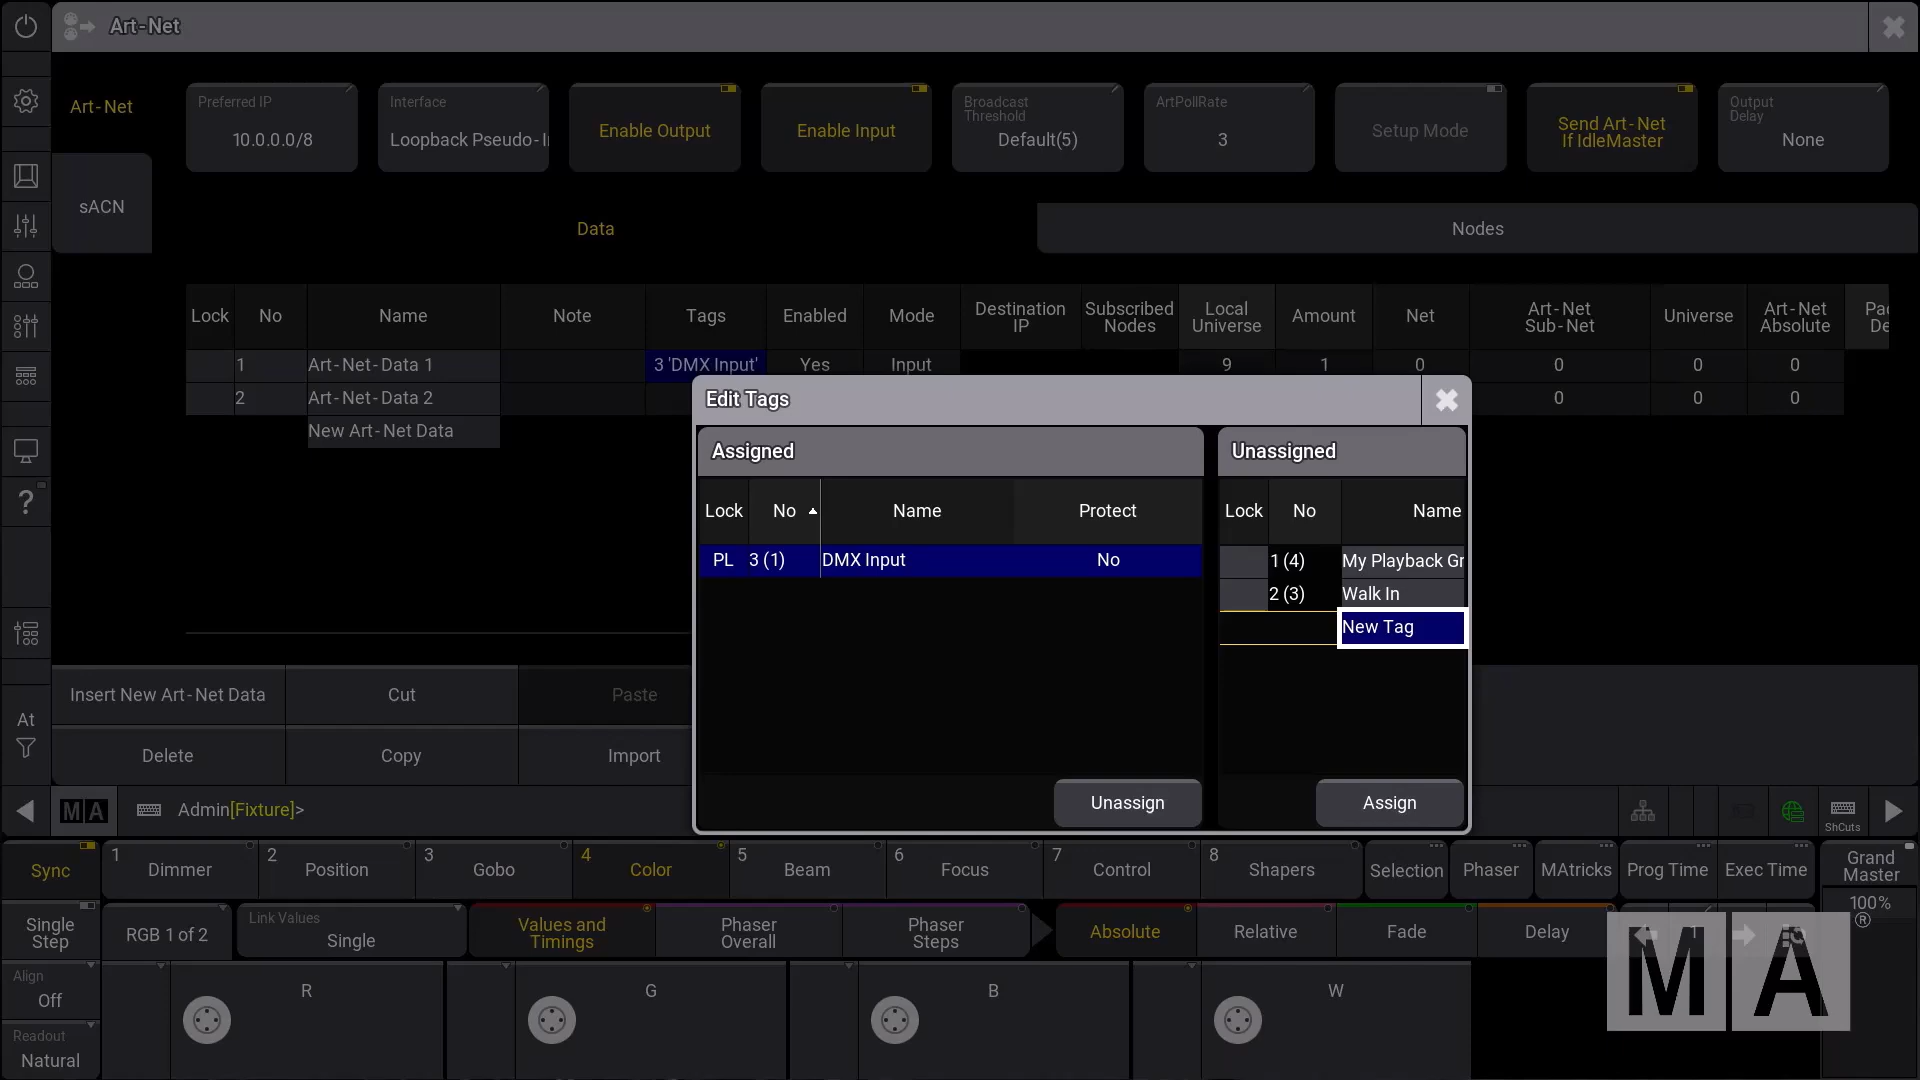 Art-Net
Art-Net
sACN
Preferred IP
10.0.0.0/8
Interface
Loopback Pseudo-I
Enable Output
Enable Input
Broadcast
Threshold
Default(5)
ArtPollRate
3
Setup Mode
Send Art-Net
If IdleMaster
Output
Delay
None
Data
Nodes
Lock No Name Note Tags Enabled Mode Destination IP Subscribed Nodes Local Universe Amount Net Art-Net Sub-Net Universe Art-Net Absolute Pac De
1 Art-Net-Data 1 3 'DMX Input' Yes Input 9 1 0 0 0 0
2 Art-Net-Data 2 0 0 0
New Art-Net Data
Edit Tags
Assigned
Lock No Name Protect
PL 3 (1) DMX Input No
Unassign
Unassigned
Lock No Name
1 (4) My Playback Gr
2 (3) Walk In
New Tag
Assign
Insert New Art-Net Data Cut Paste
Delete Copy Import
?
At
MA Admin[Fixture]>
ShCuts
Sync
1 Dimmer
2 Position
3 Gobo
4 Color
5 Beam
6 Focus
7 Control
8 Shapers
Selection
Phaser
MAtricks
Prog Time
Exec Time
Grand
Master
100%
R
Single
Step
RGB 1 of 2
Link Values
Single
Values and
Timings
Phaser
Overall
Phaser
Steps
Absolute
Relative
Fade
Delay
1
MA
Align
Off
R
G
B
W
Readout
Natural